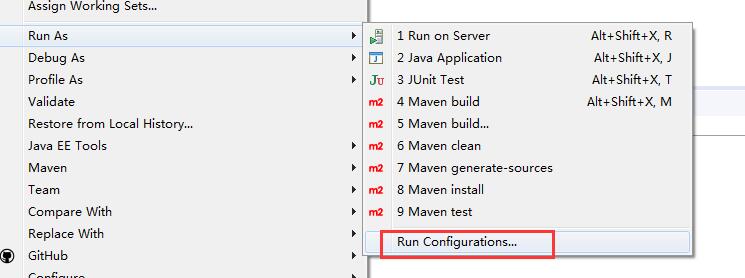 Assign Working Sets...
Run As
Debug As
Profile As
Validate
Restore from Local History...
Java EE Tools
Maven
Team
Compare With
Replace With
GitHub
Configure
1 Run on Server Alt+Shift+X, R
J 2 Java Application Alt+Shift+X, J
JU 3 JUnit Test Alt+Shift+X, T
m2 4 Maven build Alt+Shift+X, M
m2 5 Maven build...
m2 6 Maven clean
m2 7 Maven generate-sources
m2 8 Maven install
m2 9 Maven test
Run Configurations...